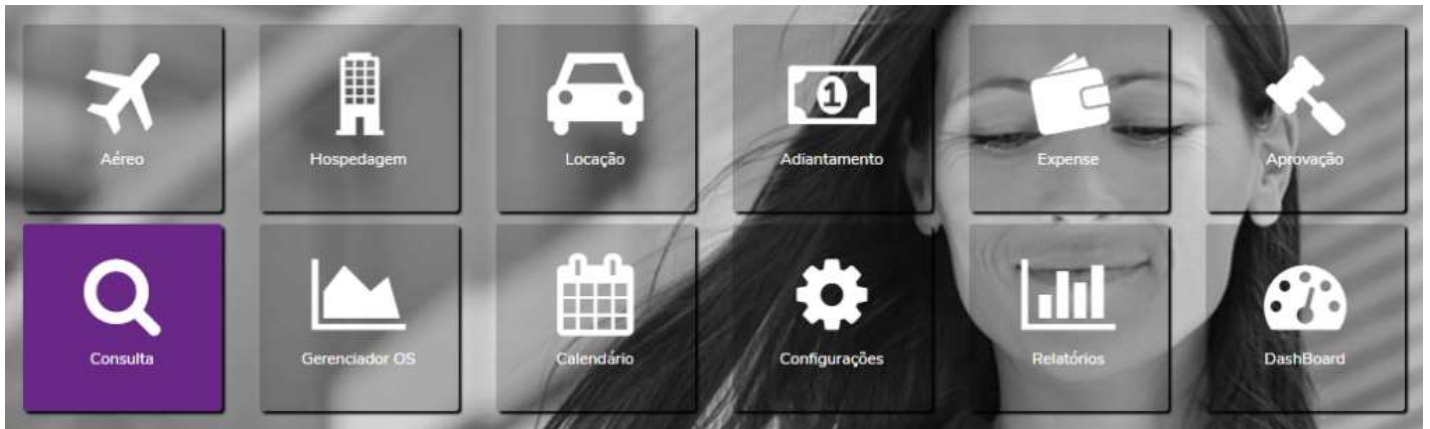 Aéreo
Hospedagem
Locação
Adiantamento
Expense
Aprovação
Consulta
Gerenciador OS
Calendário
Configurações
Relatórios
DashBoard